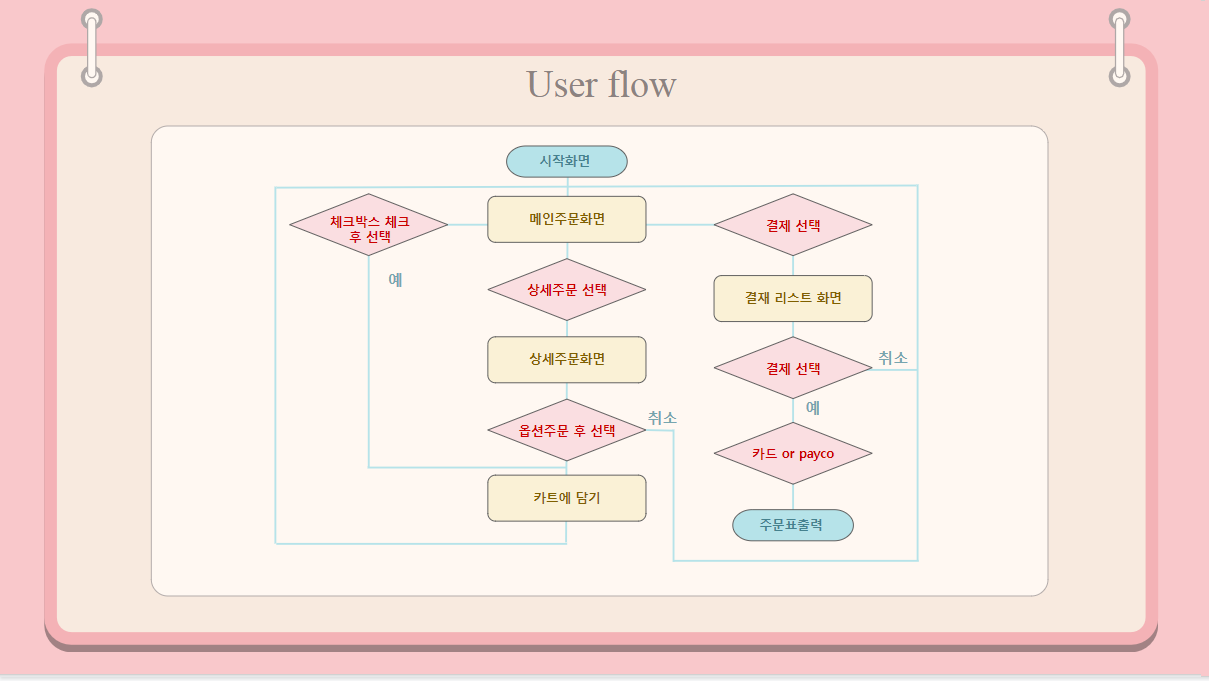 User flow
시작화면
메인주문화면
체크박스 체크
후 선택
결제 선택
예
상세주문 선택
결재 리스트 화면
상세주문화면
결제 선택
취소
예
옵션주문 후 선택
취소
카드 or payco
카트에 담기
주문표출력